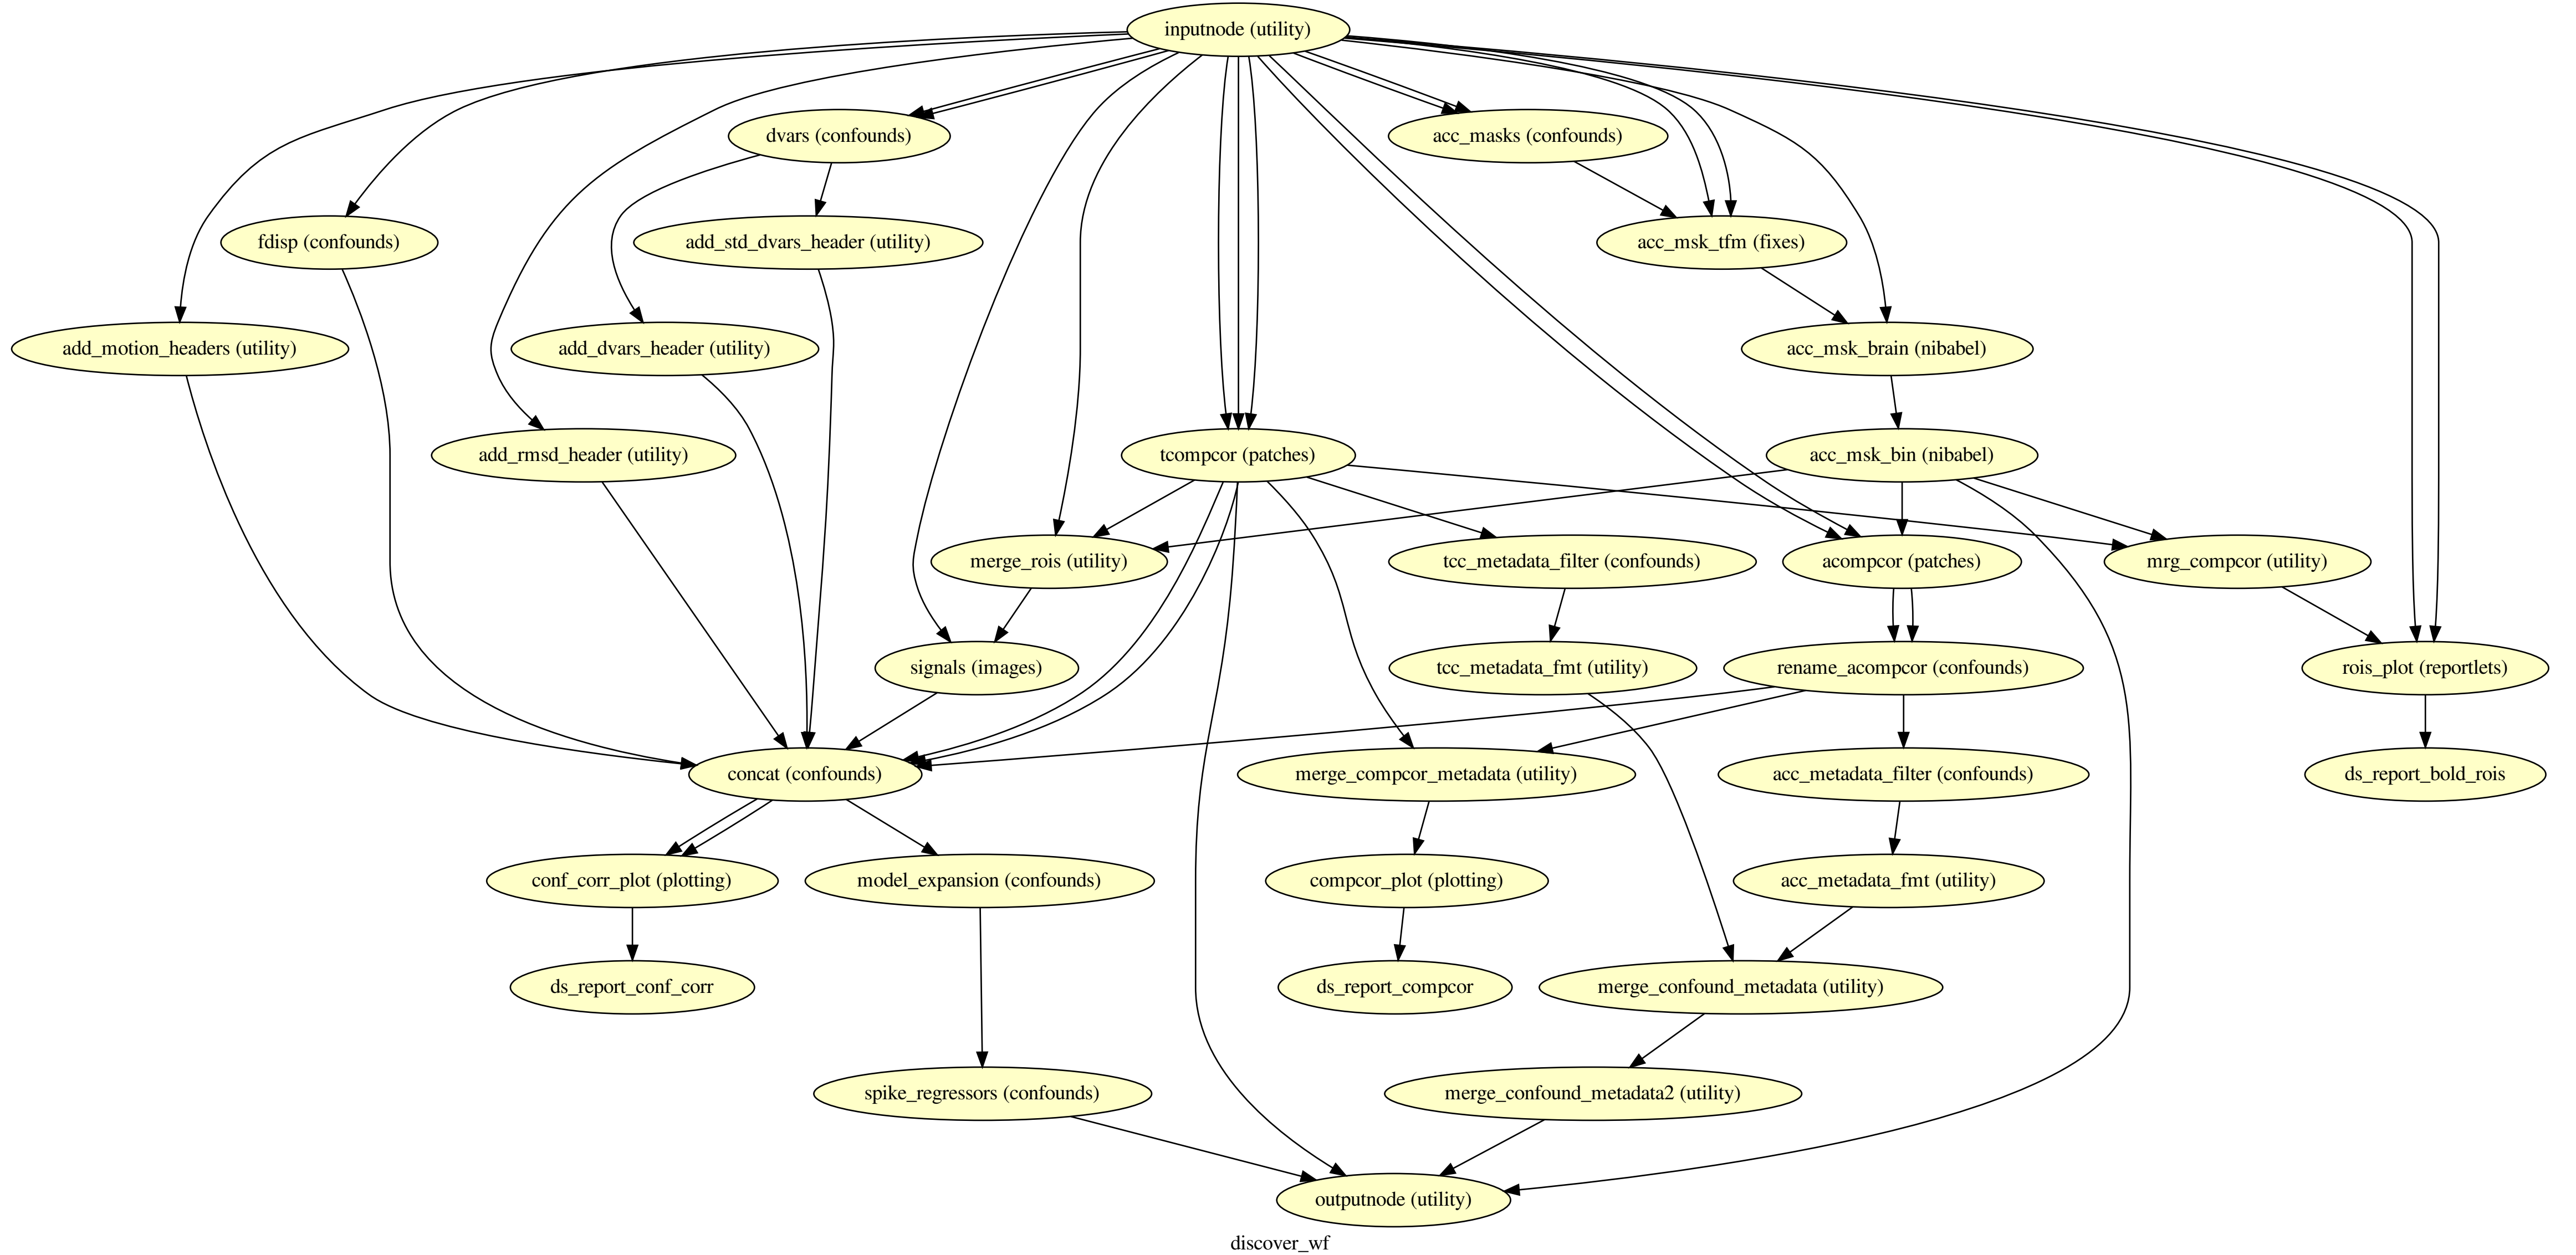 inputnode (utility)
dvars (confounds)
acc_masks (confounds)
fdisp (confounds)
add_std_dvars_header (utility)
acc_msk_tfm (fixes)
add_motion_headers (utility)
add_dvars_header (utility)
acc_msk_brain (nibabel)
add_rmsd_header (utility)
tcompcor (patches)
acc_msk_bin (nibabel)
merge_rois (utility)
tcc_metadata_filter (confounds)
acompcor (patches)
mrg_compcor (utility)
signals (images)
tcc_metadata_fmt (utility)
rename_acompcor (confounds)
rois_plot (reportlets)
concat (confounds)
merge_compcor_metadata (utility)
acc_metadata_filter (confounds)
ds_report_bold_rois
conf_corr_plot (plotting)
model_expansion (confounds)
compcor_plot (plotting)
acc_metadata_fmt (utility)
ds_report_conf_corr
ds_report_compcor
merge_confound_metadata (utility)
spike_regressors (confounds)
merge_confound_metadata2 (utility)
outputnode (utility)
discover_wf